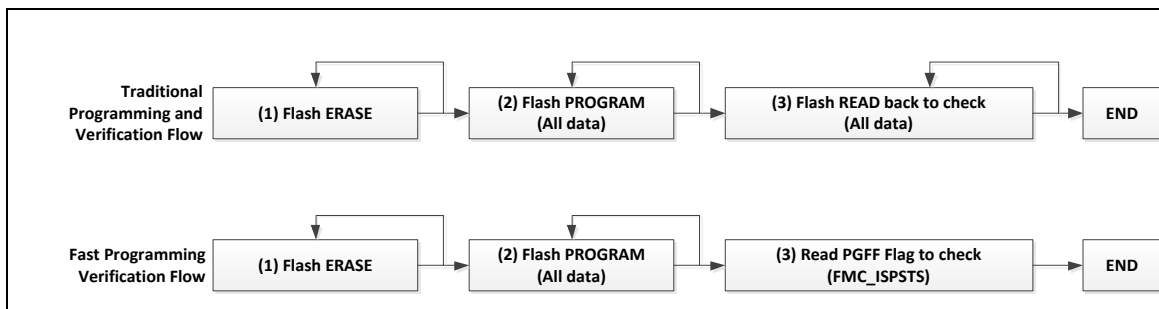 Traditional
Programming and
Verification Flow
(1) Flash ERASE
(2) Flash PROGRAM
(All data)
(3) Flash READ back to check
(All data)
END
Fast Programming
Verification Flow
(1) Flash ERASE
(2) Flash PROGRAM
(All data)
(3) Read PGFF Flag to check
(FMC_ISPSTS)
END